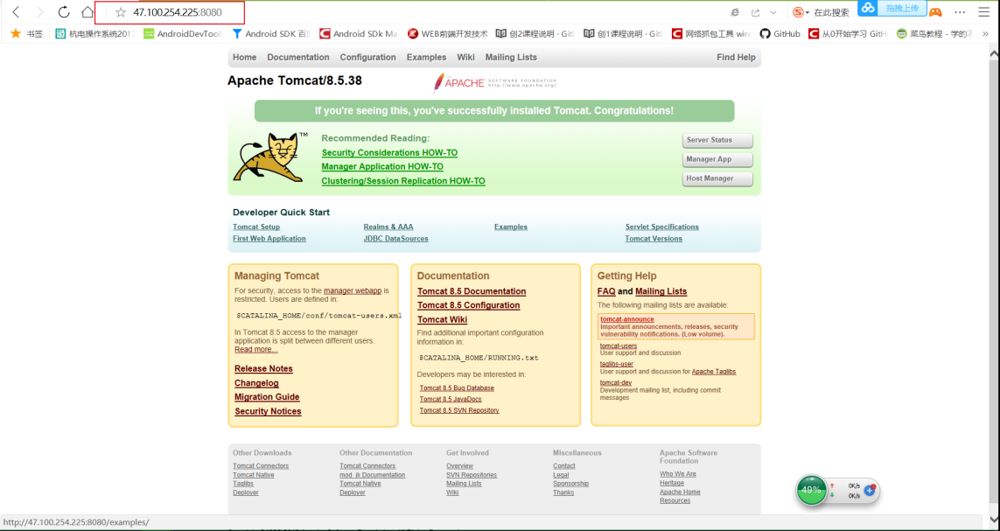 47.100.254.225:8080
在此搜索
拖拽上传
书签 杭电操作系统201 AndroidDevTool Android SDK 百 Android SDk Ma WEB前端开发技术 创2课程说明 · Git 创1课程说明 · Git 网络抓包工具 wire GitHub 从0开始学习 GitH 菜鸟教程 - 学的不
Home Documentation Configuration Examples Wiki Mailing Lists Find Help
Apache Tomcat/8.5.38
APACHE SOFTWARE FOUNDATION
http://www.apache.org/
If you're seeing this, you've successfully installed Tomcat. Congratulations!
TM
Recommended Reading:
Security Considerations HOW-TO
Manager Application HOW-TO
Clustering/Session Replication HOW-TO
Server Status
Manager App
Host Manager
Developer Quick Start
Tomcat Setup Realms & AAA Examples Servlet Specifications
First Web Application JDBC DataSources Tomcat Versions
Managing Tomcat
For security, access to the manager webapp is
restricted. Users are defined in:
$CATALINA_HOME/conf/tomcat-users.xml
In Tomcat 8.5 access to the manager
application is split between different users.
Read more...
Release Notes
Changelog
Migration Guide
Security Notices
Documentation
Tomcat 8.5 Documentation
Tomcat 8.5 Configuration
Tomcat Wiki
Find additional important configuration
information in:
$CATALINA_HOME/RUNNING.txt
Developers may be interested in:
Tomcat 8.5 Bug Database
Tomcat 8.5 JavaDocs
Tomcat 8.5 SVN Repository
Getting Help
FAQ and Mailing Lists
The following mailing lists are available:
tomcat-announce
Important announcements, releases, security
vulnerability notifications. (Low volume).
tomcat-users
User support and discussion
taglibs-user
User support and discussion for Apache Taglibs
tomcat-dev
Development mailing list, including commit
messages
Other Downloads
Tomcat Connectors
Tomcat Native
Taglibs
Deployer
Other Documentation
Tomcat Connectors
mod_jk Documentation
Tomcat Native
Deployer
Get Involved
Overview
SVN Repositories
Mailing Lists
Wiki
Miscellaneous
Contact
Legal
Sponsorship
Thanks
Apache Software
Foundation
Who We Are
Heritage
Apache Home
Resources
49%
0K/s
0K/s
http://47.100.254.225:8080/examples/